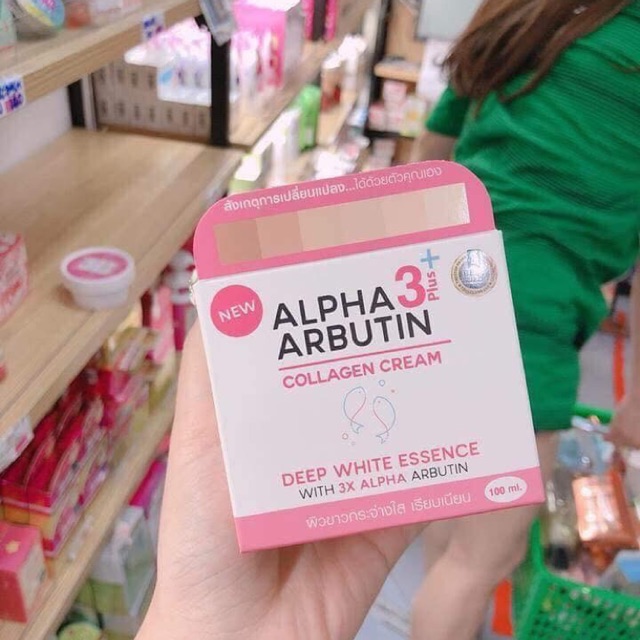 สังเกตุการเปลี่ยนแปลง...ได้ด้วยตัวคุณเอง
NEW
ALPHA 3 Plus+
ARBUTIN
COLLAGEN CREAM
DEEP WHITE ESSENCE
WITH 3X ALPHA ARBUTIN
100 ml.
ผิวขาวกระจ่างใส เรียบเนียน